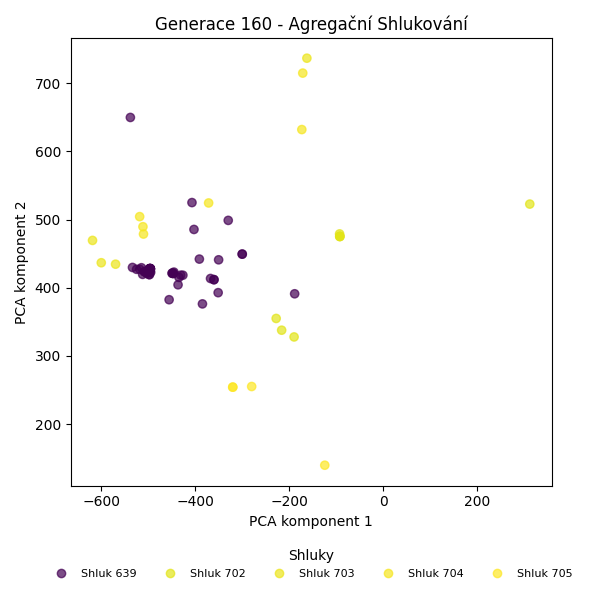 Generace 160 - Agregační Shlukování
PCA komponent 2
700
600
500
400
300
200
−600 −400 −200 0 200
PCA komponent 1
Shluky
Shluk 639 Shluk 702 Shluk 703 Shluk 704 Shluk 705